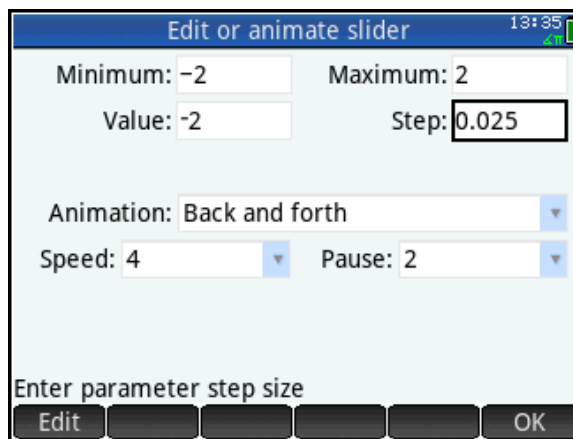 Edit or animate slider 13:35
∡π
Minimum: -2 Maximum: 2
Value: -2 Step: 0.025
Animation: Back and forth
Speed: 4 Pause: 2
Enter parameter step size
Edit OK